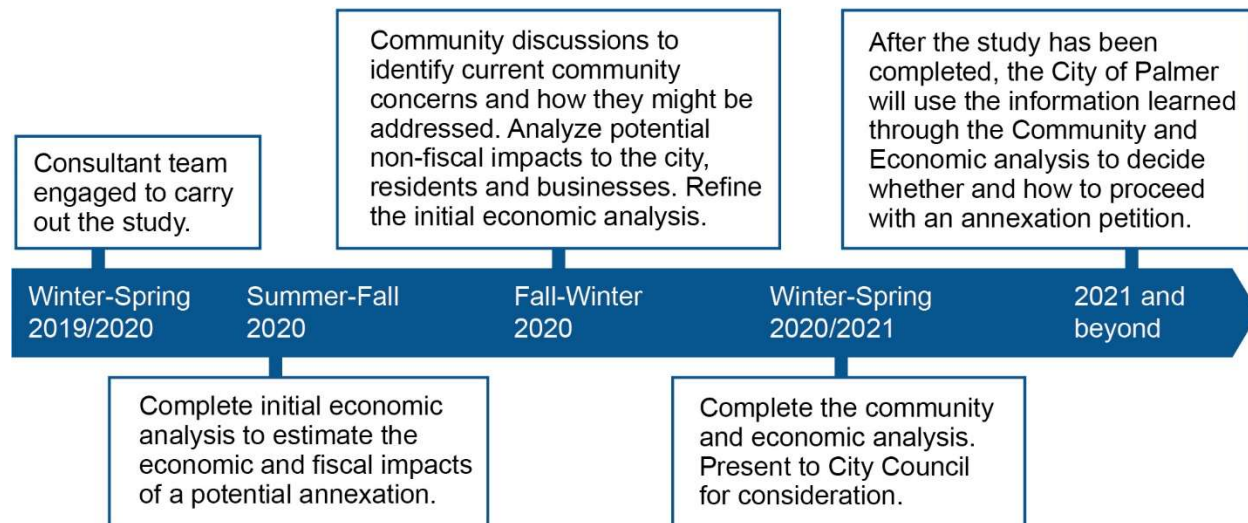 Consultant team
engaged to carry
out the study.
Community discussions to
identify current community
concerns and how they might be
addressed. Analyze potential
non-fiscal impacts to the city,
residents and businesses. Refine
the initial economic analysis.
After the study has been
completed, the City of Palmer
will use the information learned
through the Community and
Economic analysis to decide
whether and how to proceed
with an annexation petition.
Winter-Spring
2019/2020
Summer-Fall
2020
Fall-Winter
2020
Winter-Spring
2020/2021
2021 and
beyond
Complete initial economic
analysis to estimate the
economic and fiscal impacts
of a potential annexation.
Complete the community
and economic analysis.
Present to City Council
for consideration.